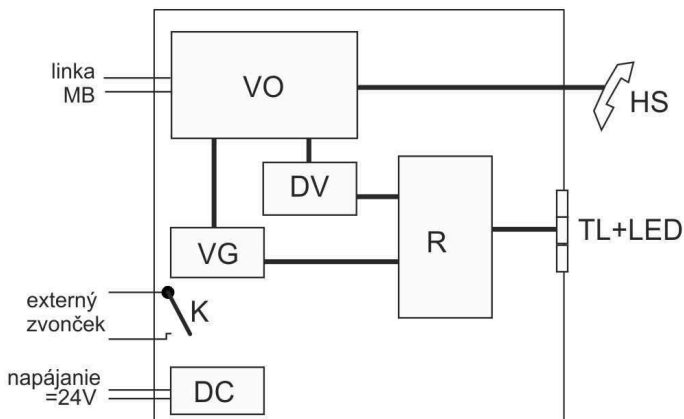 linka
MB
VO
HS
DV
TL+LED
R
VG
externý
zvonček
K
napájanie
=24V
DC